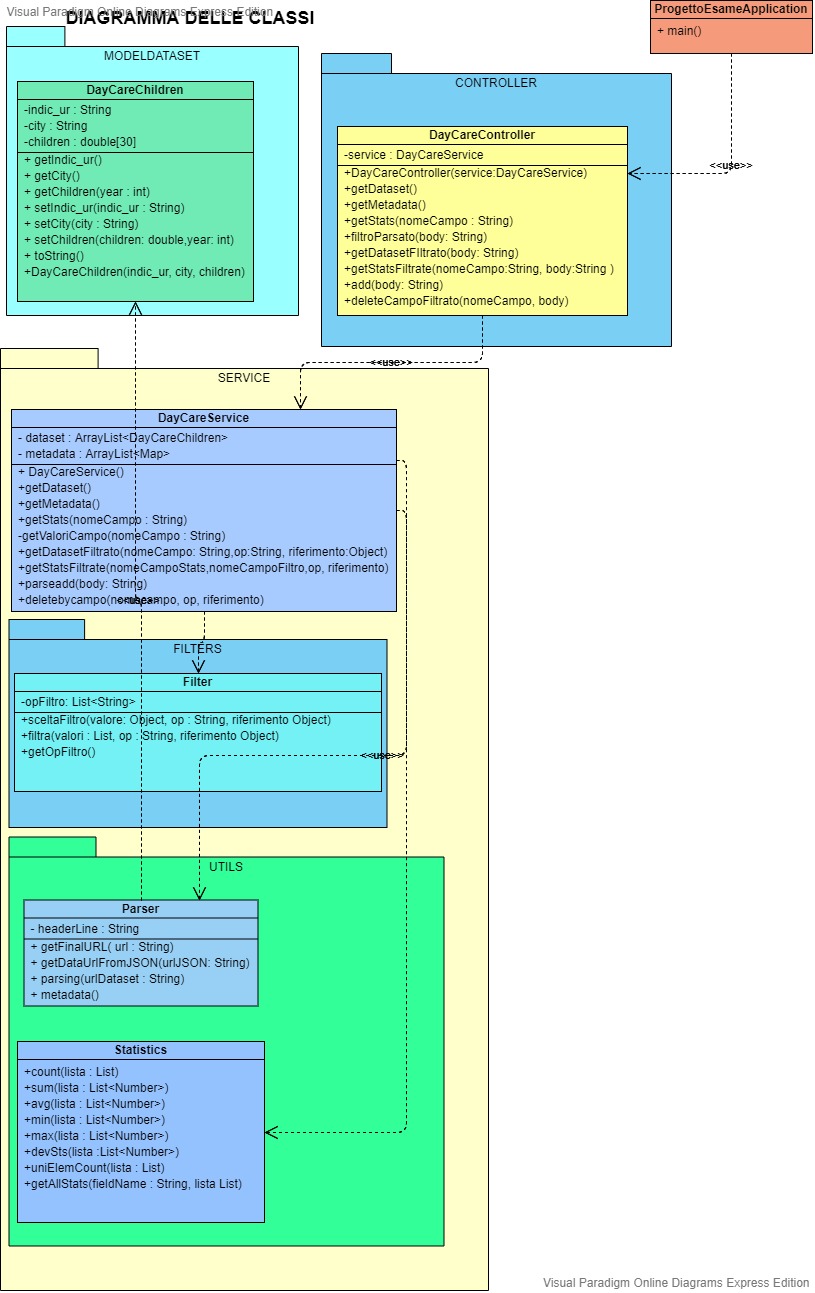 Visual Paradigm Online Diagrams Express Edition
DIAGRAMMA DELLE CLASSI
ProgettoEsameApplication
+ main()
MODELDATASET
DayCareChildren
-indic_ur : String
-city : String
-children : double[30]
+ getIndic_ur()
+ getCity()
+ getChildren(year : int)
+ setIndic_ur(indic_ur : String)
+ setCity(city : String)
+ setChildren(children: double,year: int)
+ toString()
+DayCareChildren(indic_ur, city, children)
CONTROLLER
DayCareController
-service : DayCareService
+DayCareController(service:DayCareService)
+getDataset()
+getMetadata()
+getStats(nomeCampo : String)
+filtroParsato(body: String)
+getDatasetFIltrato(body: String)
+getStatsFiltrate(nomeCampo:String, body:String )
+add(body: String)
+deleteCampoFiltrato(nomeCampo, body)
<<use>>
<<use>>
SERVICE
DayCareService
- dataset : ArrayList<DayCareChildren>
- metadata : ArrayList<Map>
+ DayCareService()
+getDataset()
+getMetadata()
+getStats(nomeCampo : String)
-getValoriCampo(nomeCampo : String)
+getDatasetFiltrato(nomeCampo: String,op:String, riferimento:Object)
+getStatsFiltrate(nomeCampoStats,nomeCampoFiltro,op, riferimento)
+parseadd(body: String)
+deletebycampo(nomecampo, op, riferimento)
<<use>>
FILTERS
Filter
-opFiltro: List<String>
+sceltaFiltro(valore: Object, op : String, riferimento Object)
+filtra(valori : List, op : String, riferimento Object)
+getOpFiltro()
<<use>>
UTILS
Parser
- headerLine : String
+ getFinalURL( url : String)
+ getDataUrlFromJSON(urlJSON: String)
+ parsing(urlDataset : String)
+ metadata()
Statistics
+count(lista : List)
+sum(lista : List<Number>)
+avg(lista : List<Number>)
+min(lista : List<Number>)
+max(lista : List<Number>)
+devSts(lista :List<Number>)
+uniElemCount(lista : List)
+getAllStats(fieldName : String, lista List)
Visual Paradigm Online Diagrams Express Edition